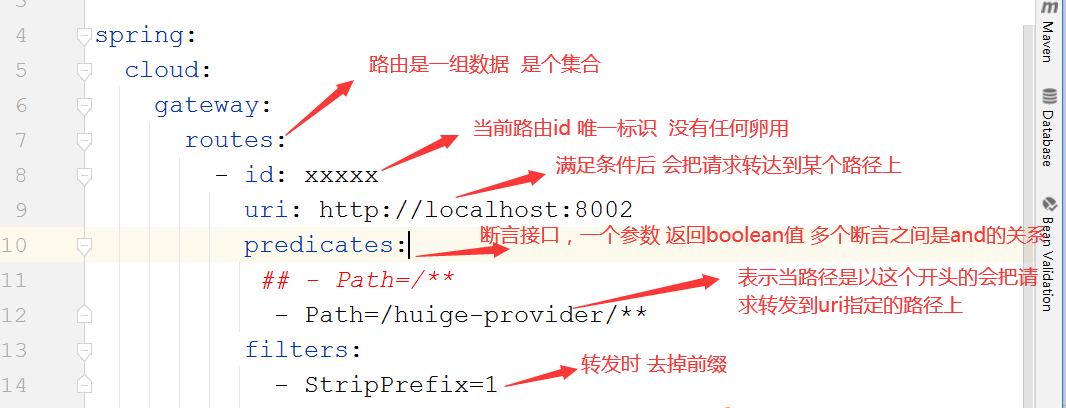 4 spring:
5 cloud:
路由是一组数据 是个集合
6 gateway:
7 routes:
当前路由id 唯一标识 没有任何卵用
8 - id: xxxxx
满足条件后 会把请求转达到某个路径上
9 uri: http://localhost:8002
10 predicates:
断言接口，一个参数 返回boolean值 多个断言之间是and的关系
11 ## - Path=/**
表示当路径是以这个开头的会把请
求转发到uri指定的路径上
12 - Path=/huige-provider/**
13 filters:
转发时 去掉前缀
14 - StripPrefix=1
m
Maven
Database
Bean Validation